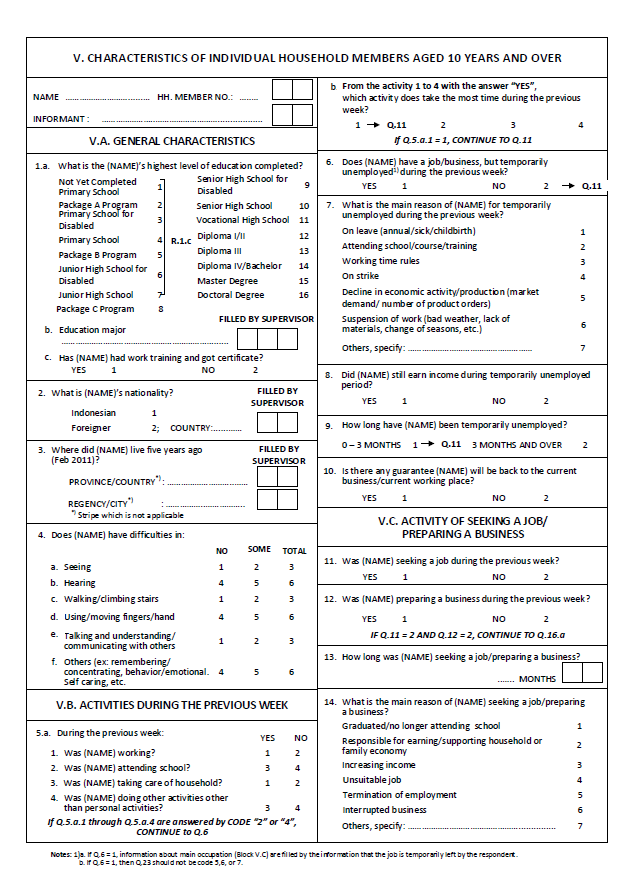 V. CHARACTERISTICS OF INDIVIDUAL HOUSEHOLD MEMBERS AGED 10 YEARS AND OVER
NAME .................................. HH. MEMBER NO.: ........
INFORMANT : ................................................................
V.A. GENERAL CHARACTERISTICS
1.a. What is the (NAME)'s highest level of education completed?
Not Yet Completed
Primary School 1
Package A Program 2
Primary School for
Disabled 3
Primary School 4
Package B Program 5
Junior High School for
Disabled 6
Junior High School 7
Package C Program 8
R.1.c
Senior High School for
Disabled 9
Senior High School 10
Vocational High School 11
Diploma I/II 12
Diploma III 13
Diploma IV/Bachelor 14
Master Degree 15
Doctoral Degree 16
FILLED BY SUPERVISOR
b. Education major
....................................................................
c. Has (NAME) had work training and got certificate?
YES 1 NO 2
2. What is (NAME)'s nationality?
FILLED BY
SUPERVISOR
Indonesian 1
Foreigner 2; COUNTRY:............
3. Where did (NAME) live five years ago
(Feb 2011)?
FILLED BY
SUPERVISOR
PROVINCE/COUNTRY*) : .................................
REGENCY/CITY*) : .................................
*) Stripe which is not applicable
4. Does (NAME) have difficulties in:
NO SOME TOTAL
a. Seeing 1 2 3
b. Hearing 4 5 6
c. Walking/climbing stairs 1 2 3
d. Using/moving fingers/hand 4 5 6
e. Talking and understanding/
communicating with others 1 2 3
f. Others (ex: remembering/
concentrating, behavior/emotional. 4 5 6
Self caring, etc.
V.B. ACTIVITIES DURING THE PREVIOUS WEEK
5.a. During the previous week: YES NO
1. Was (NAME) working? 1 2
2. Was (NAME) attending school? 3 4
3. Was (NAME) taking care of household? 1 2
4. Was (NAME) doing other activities other
than personal activities? 3 4
If Q.5.a.1 through Q.5.a.4 are answered by CODE "2" or "4",
CONTINUE to Q.6
b From the activity 1 to 4 with the answer "YES",
which activity does take the most time during the previous
week?
1 → Q.11 2 3 4
If Q.5.a.1 = 1, CONTINUE TO Q.11
6. Does (NAME) have a job/business, but temporarily
unemployed1) during the previous week?
YES 1 NO 2 → Q.11
7. What is the main reason of (NAME) for temporarily
unemployed during the previous week?
On leave (annual/sick/childbirth) 1
Attending school/course/training 2
Working time rules 3
On strike 4
Decline in economic activity/production (market
demand/ number of product orders) 5
Suspension of work (bad weather, lack of
materials, change of seasons, etc.) 6
Others, specify: .................................................. 7
8. Did (NAME) still earn income during temporarily unemployed
period?
YES 1 NO 2
9. How long have (NAME) been temporarily unemployed?
0 – 3 MONTHS 1 → Q.11 3 MONTHS AND OVER 2
10. Is there any guarantee (NAME) will be back to the current
business/current working place?
YES 1 NO 2
V.C. ACTIVITY OF SEEKING A JOB/
PREPARING A BUSINESS
11. Was (NAME) seeking a job during the previous week?
YES 1 NO 2
12. Was (NAME) preparing a business during the previous week?
YES 1 NO 2
IF Q.11 = 2 AND Q.12 = 2, CONTINUE TO Q.16.a
13. How long was (NAME) seeking a job/preparing a business?
....... MONTHS
14. What is the main reason of (NAME) seeking a job/preparing
a business?
Graduated/no longer attending school 1
Responsible for earning/supporting household or
family economy 2
Increasing income 3
Unsuitable job 4
Termination of employment 5
Interrupted business 6
Others, specify: ............................................................ 7
Notes: 1)a. If Q.6 = 1, information about main occupation (Block V.C) are filled by the information that the job is temporarily left by the respondent.
b. If Q.6 = 1, then Q.23 should not be code 5,6, or 7.